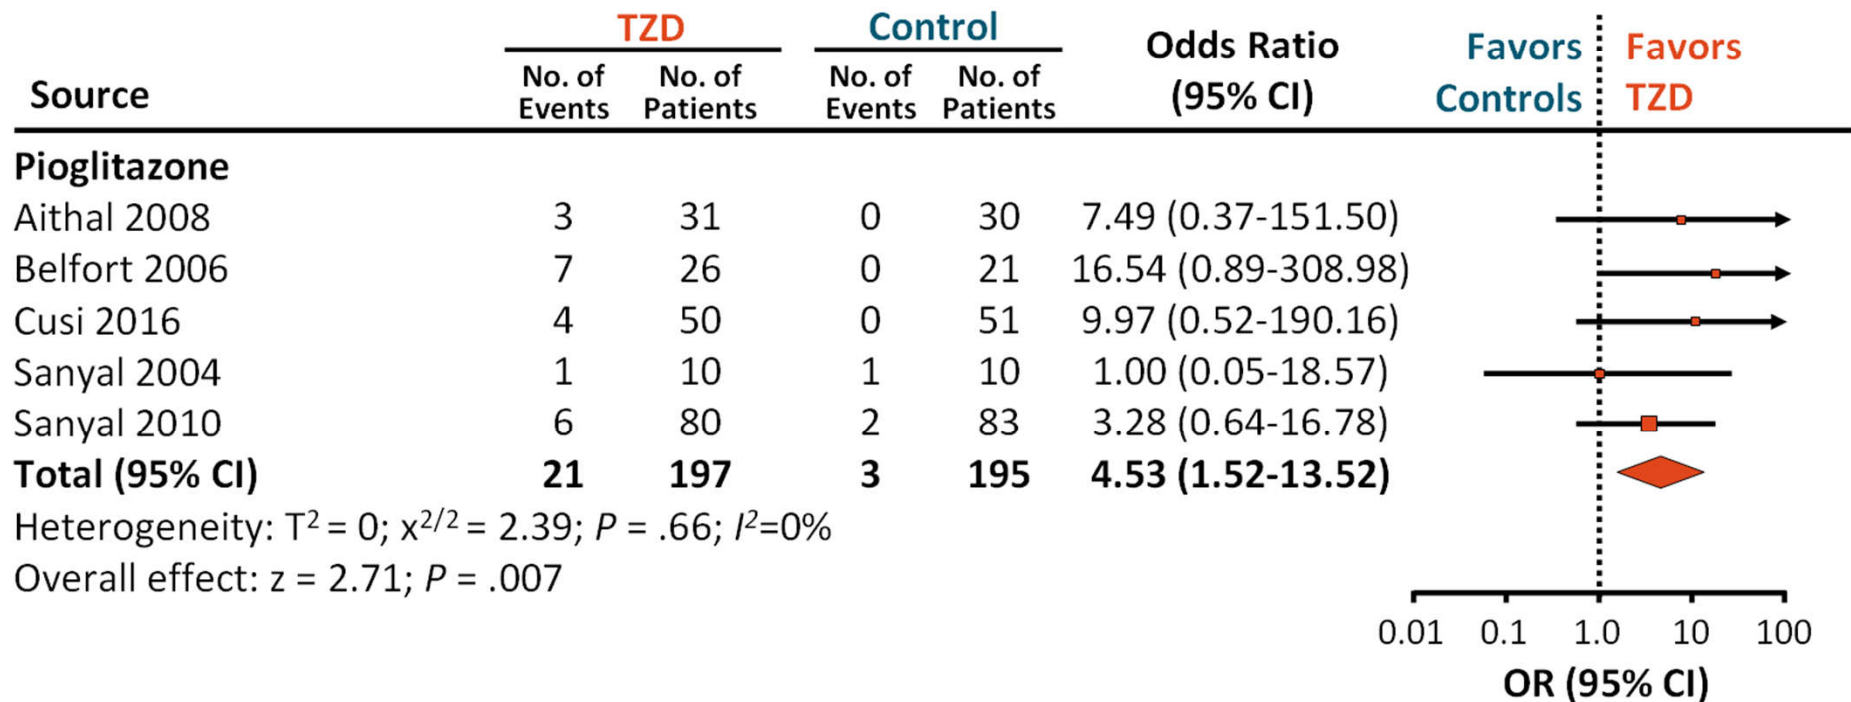 TZD Control
Source No. of Events No. of Patients No. of Events No. of Patients Odds Ratio (95% CI) Favors Controls Favors TZD
Pioglitazone
Aithal 2008 3 31 0 30 7.49 (0.37-151.50)
Belfort 2006 7 26 0 21 16.54 (0.89-308.98)
Cusi 2016 4 50 0 51 9.97 (0.52-190.16)
Sanyal 2004 1 10 1 10 1.00 (0.05-18.57)
Sanyal 2010 6 80 2 83 3.28 (0.64-16.78)
Total (95% CI) 21 197 3 195 4.53 (1.52-13.52)
Heterogeneity: T² = 0; x²/² = 2.39; P = .66; I²=0%
Overall effect: z = 2.71; P = .007
0.01 0.1 1.0 10 100
OR (95% CI)